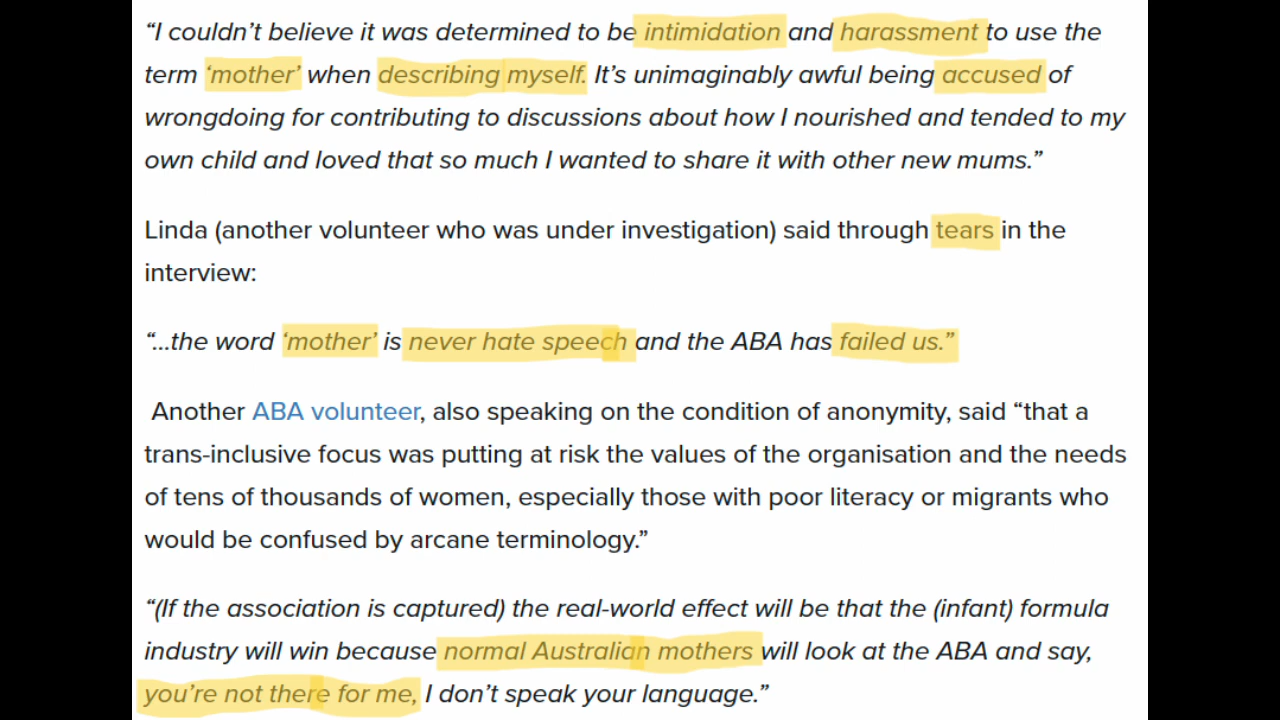 “I couldn’t believe it was determined to be intimidation and harassment to use the
term ‘mother’ when describing myself. It’s unimaginably awful being accused of
wrongdoing for contributing to discussions about how I nourished and tended to my
own child and loved that so much I wanted to share it with other new mums.”
Linda (another volunteer who was under investigation) said through tears in the
interview:
“…the word ‘mother’ is never hate speech and the ABA has failed us.”
Another ABA volunteer, also speaking on the condition of anonymity, said “that a
trans-inclusive focus was putting at risk the values of the organisation and the needs
of tens of thousands of women, especially those with poor literacy or migrants who
would be confused by arcane terminology.”
“(If the association is captured) the real-world effect will be that the (infant) formula
industry will win because normal Australian mothers will look at the ABA and say,
you’re not there for me, I don’t speak your language.”